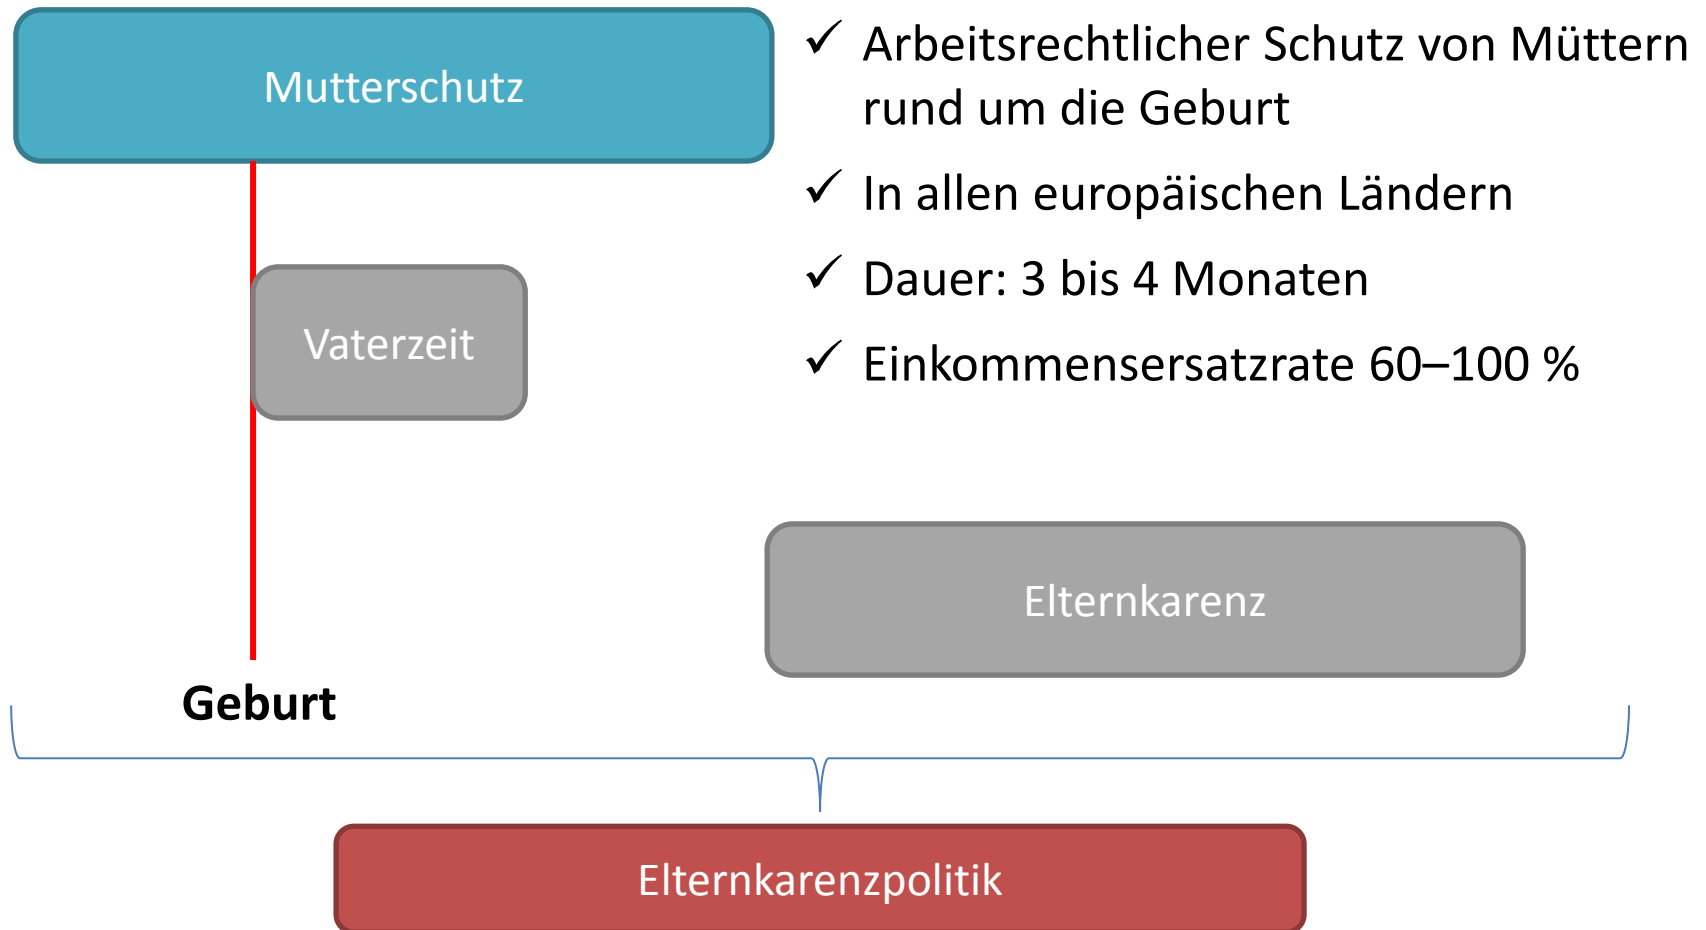 Mutterschutz
✓ Arbeitsrechtlicher Schutz von Müttern
rund um die Geburt
✓ In allen europäischen Ländern
✓ Dauer: 3 bis 4 Monaten
✓ Einkommensersatzrate 60–100 %
Vaterzeit
Elternkarenz
Geburt
Elternkarenzpolitik